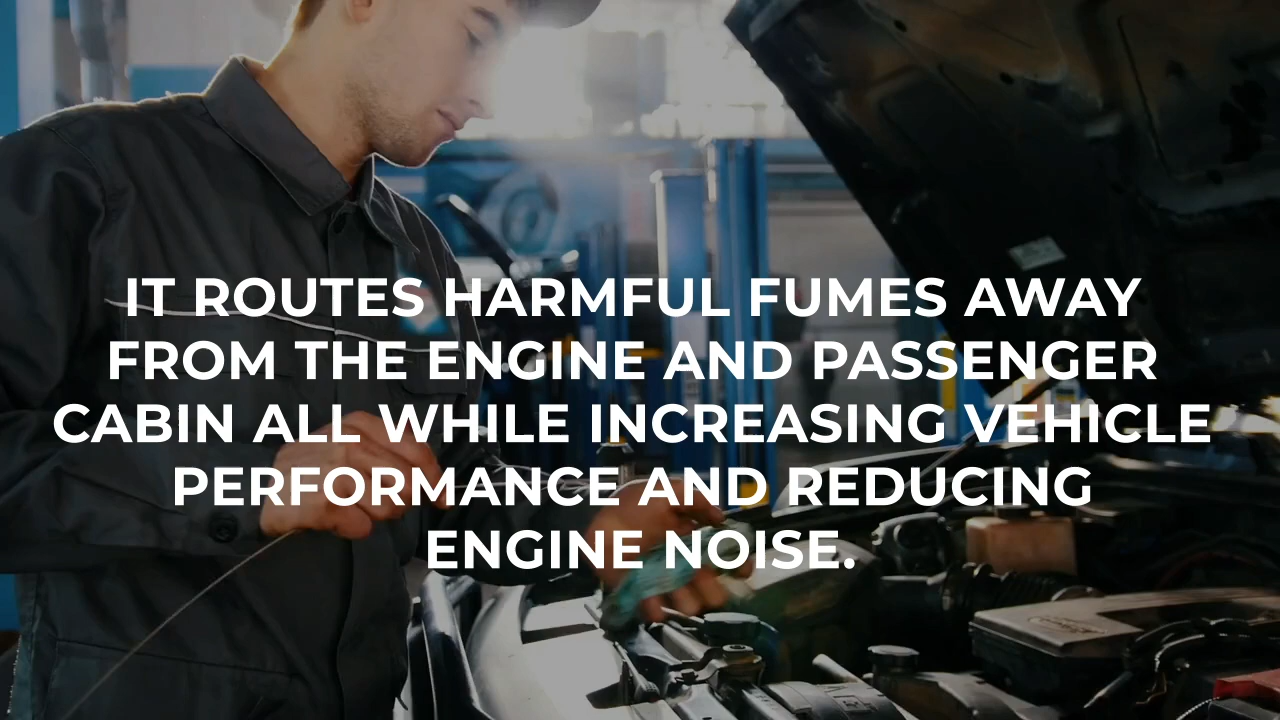 IT ROUTES HARMFUL FUMES AWAY
FROM THE ENGINE AND PASSENGER
CABIN ALL WHILE INCREASING VEHICLE
PERFORMANCE AND REDUCING
ENGINE NOISE.